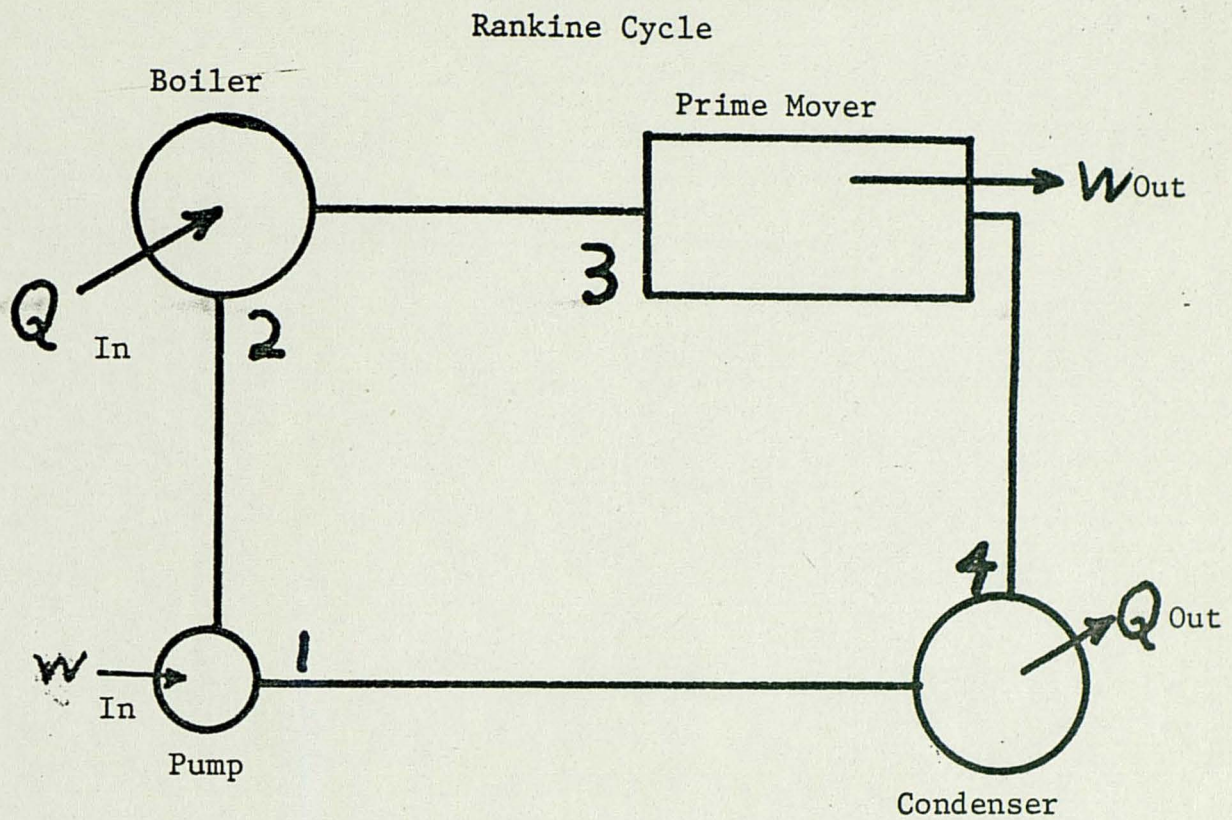 Rankine Cycle
Boiler
Prime Mover
W Out
3
Q In
2
4
Q Out
W In
1
Pump
Condenser